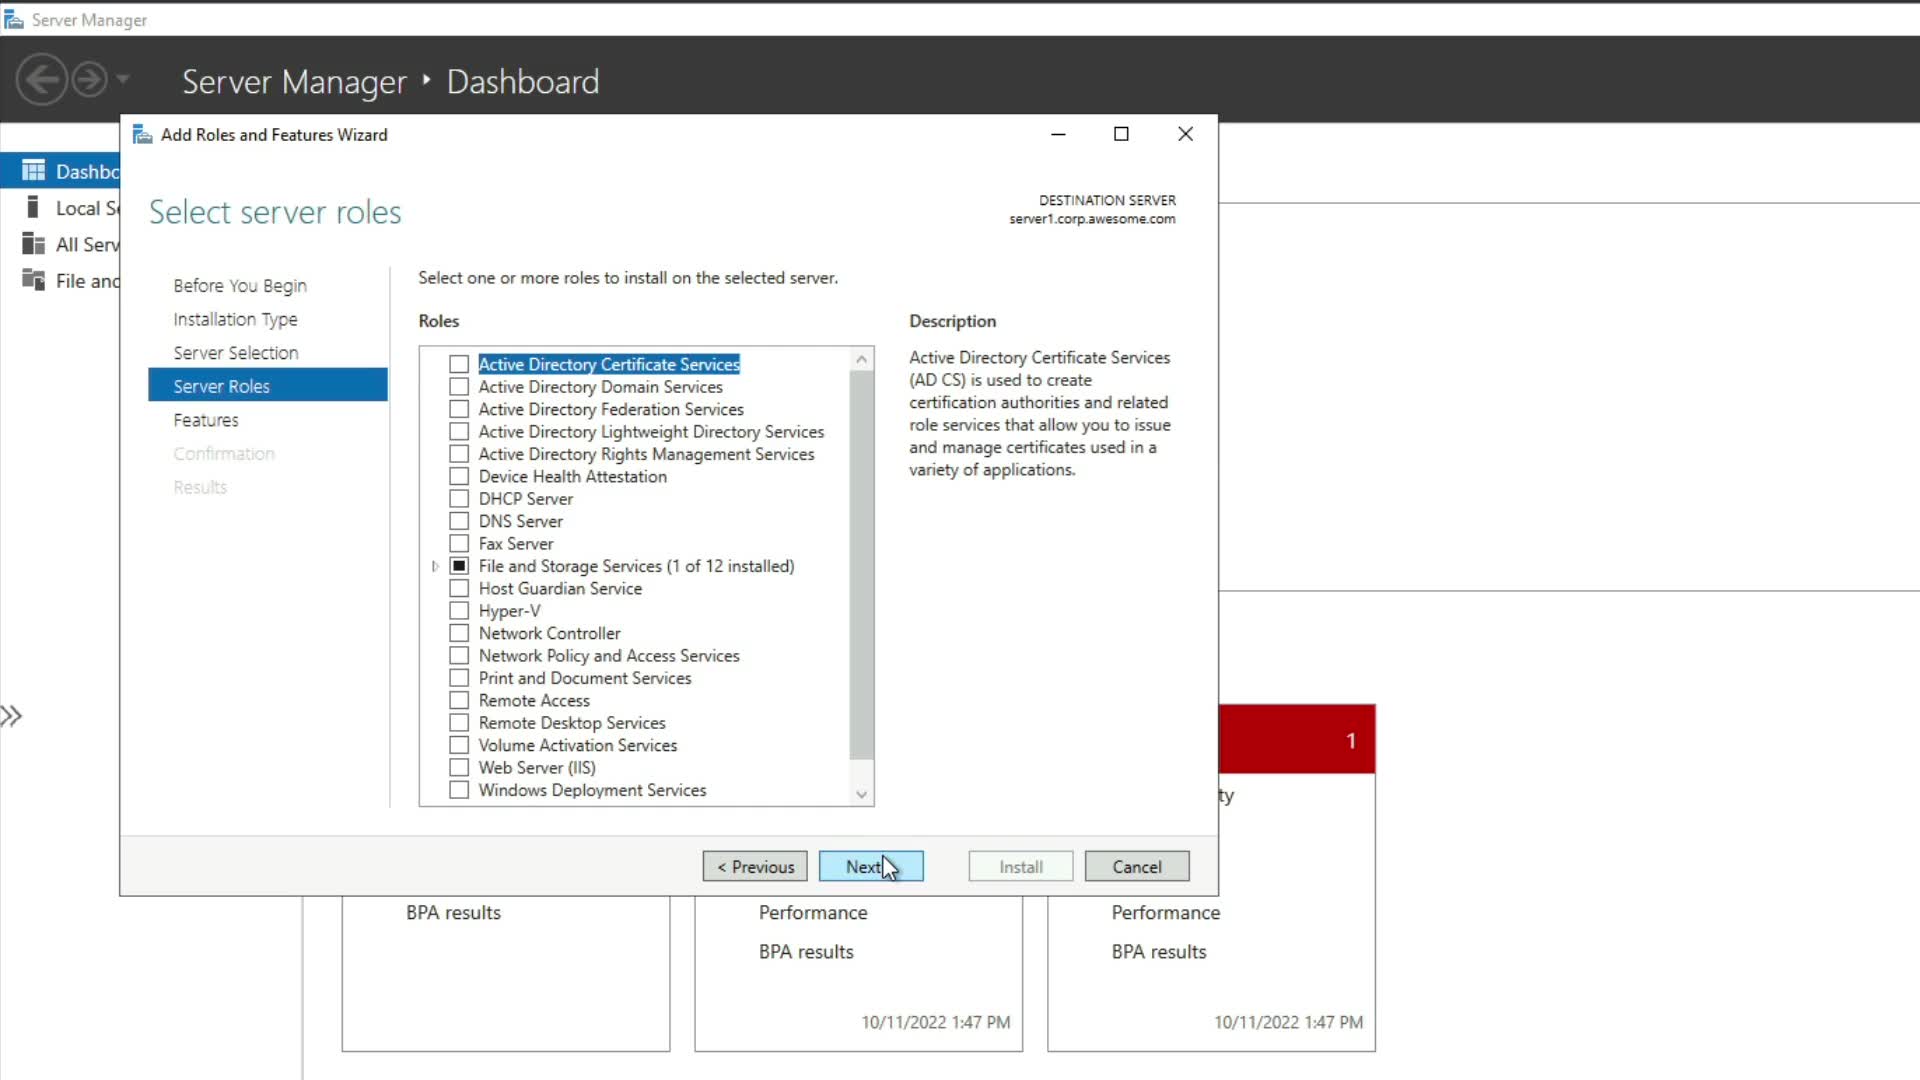 Server Manager
Server Manager ‣ Dashboard
Add Roles and Features Wizard
Dashbo
Local Se
All Serv
File and
Select server roles
DESTINATION SERVER
server1.corp.awesome.com
Before You Begin
Installation Type
Server Selection
Server Roles
Features
Confirmation
Results
Select one or more roles to install on the selected server.
Roles
Active Directory Certificate Services
Active Directory Domain Services
Active Directory Federation Services
Active Directory Lightweight Directory Services
Active Directory Rights Management Services
Device Health Attestation
DHCP Server
DNS Server
Fax Server
File and Storage Services (1 of 12 installed)
Host Guardian Service
Hyper-V
Network Controller
Network Policy and Access Services
Print and Document Services
Remote Access
Remote Desktop Services
Volume Activation Services
Web Server (IIS)
Windows Deployment Services
Description
Active Directory Certificate Services
(AD CS) is used to create
certification authorities and related
role services that allow you to issue
and manage certificates used in a
variety of applications.
< Previous
Next
Install
Cancel
1
ty
BPA results
Performance
BPA results
10/11/2022 1:47 PM
Performance
BPA results
10/11/2022 1:47 PM